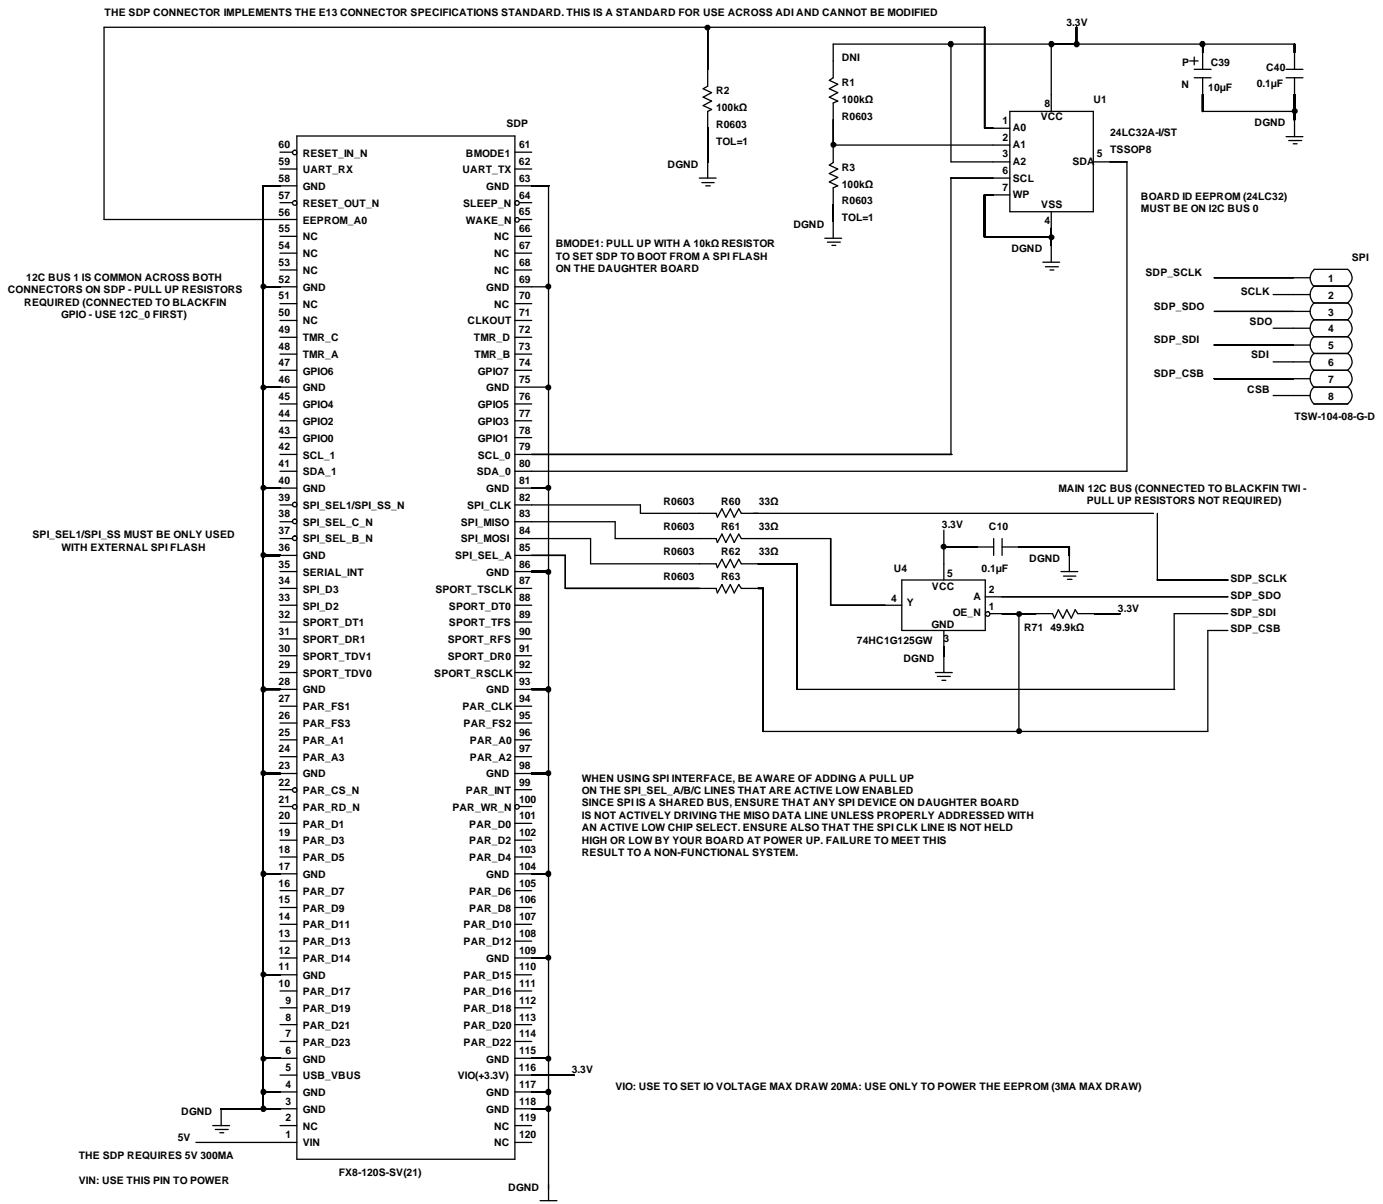 THE SDP CONNECTOR IMPLEMENTS THE E13 CONNECTOR SPECIFICATIONS STANDARD. THIS IS A STANDARD FOR USE ACROSS ADI AND CANNOT BE MODIFIED
3.3V
DNI
R1
100kΩ
R0603
R2
100kΩ
R0603
TOL=1
DGND
R3
100kΩ
R0603
TOL=1
DGND
P+
N
C39
10µF
C40
0.1µF
DGND
U1
24LC32A-I/ST
TSSOP8
8
VCC
1 A0
2 A1
3 A2
6 SCL
7 WP
SDA 5
VSS
4
DGND
BOARD ID EEPROM (24LC32)
MUST BE ON I2C BUS 0
SPI
SDP_SCLK 1
SCLK 2
SDP_SDO 3
SDO 4
SDP_SDI 5
SDI 6
SDP_CSB 7
CSB 8
TSW-104-08-G-D
BMODE1: PULL UP WITH A 10kΩ RESISTOR
TO SET SDP TO BOOT FROM A SPI FLASH
ON THE DAUGHTER BOARD
12C BUS 1 IS COMMON ACROSS BOTH
CONNECTORS ON SDP - PULL UP RESISTORS
REQUIRED (CONNECTED TO BLACKFIN
GPIO - USE 12C_0 FIRST)
SPI_SEL1/SPI_SS MUST BE ONLY USED
WITH EXTERNAL SPI FLASH
SDP
60 RESET_IN_N BMODE1 61
59 UART_RX UART_TX 62
58 GND GND 63
57 RESET_OUT_N SLEEP_N 64
56 EEPROM_A0 WAKE_N 65
55 NC NC 66
54 NC NC 67
53 NC NC 68
52 GND GND 69
51 NC NC 70
50 NC CLKOUT 71
49 TMR_C TMR_D 72
48 TMR_A TMR_B 73
47 GPIO6 GPIO7 74
46 GND GND 75
45 GPIO4 GPIO5 76
44 GPIO2 GPIO3 77
43 GPIO0 GPIO1 78
42 SCL_1 SCL_0 79
41 SDA_1 SDA_0 80
40 GND GND 81
39 SPI_SEL1/SPI_SS_N SPI_CLK 82
38 SPI_SEL_C_N SPI_MISO 83
37 SPI_SEL_B_N SPI_MOSI 84
36 GND SPI_SEL_A 85
35 SERIAL_INT GND 86
34 SPI_D3 SPORT_TSCLK 87
33 SPI_D2 SPORT_DT0 88
32 SPORT_DT1 SPORT_TFS 89
31 SPORT_DR1 SPORT_RFS 90
30 SPORT_TDV1 SPORT_DR0 91
29 SPORT_TDV0 SPORT_RSCLK 92
28 GND GND 93
27 PAR_FS1 PAR_CLK 94
26 PAR_FS3 PAR_FS2 95
25 PAR_A1 PAR_A0 96
24 PAR_A3 PAR_A2 97
23 GND GND 98
22 PAR_CS_N PAR_INT 99
21 PAR_RD_N PAR_WR_N 100
20 PAR_D1 PAR_D0 101
19 PAR_D3 PAR_D2 102
18 PAR_D5 PAR_D4 103
17 GND GND 104
16 PAR_D7 PAR_D6 105
15 PAR_D9 PAR_D8 106
14 PAR_D11 PAR_D10 107
13 PAR_D13 PAR_D12 108
12 PAR_D14 GND 109
11 GND PAR_D15 110
10 PAR_D17 PAR_D16 111
9 PAR_D19 PAR_D18 112
8 PAR_D21 PAR_D20 113
7 PAR_D23 PAR_D22 114
6 GND GND 115
5 USB_VBUS VIO(+3.3V) 116 3.3V
4 GND GND 117
3 GND GND 118
2 NC NC 119
1 VIN NC 120
DGND
5V
THE SDP REQUIRES 5V 300MA
VIN: USE THIS PIN TO POWER
FX8-120S-SV(21)
DGND
MAIN 12C BUS (CONNECTED TO BLACKFIN TWI -
PULL UP RESISTORS NOT REQUIRED)
R0603 R60 33Ω
R0603 R61 33Ω
R0603 R62 33Ω
R0603 R63
3.3V
C10
0.1µF
DGND
U4
5
VCC
4 Y
A 2
OE_N 1
GND
3
74HC1G125GW
DGND
R71 49.9kΩ
3.3V
SDP_SCLK
SDP_SDO
SDP_SDI
SDP_CSB
WHEN USING SPI INTERFACE, BE AWARE OF ADDING A PULL UP
ON THE SPI_SEL_A/B/C LINES THAT ARE ACTIVE LOW ENABLED
SINCE SPI IS A SHARED BUS, ENSURE THAT ANY SPI DEVICE ON DAUGHTER BOARD
IS NOT ACTIVELY DRIVING THE MISO DATA LINE UNLESS PROPERLY ADDRESSED WITH
AN ACTIVE LOW CHIP SELECT. ENSURE ALSO THAT THE SPI CLK LINE IS NOT HELD
HIGH OR LOW BY YOUR BOARD AT POWER UP. FAILURE TO MEET THIS
RESULT TO A NON-FUNCTIONAL SYSTEM.
VIO: USE TO SET IO VOLTAGE MAX DRAW 20MA: USE ONLY TO POWER THE EEPROM (3MA MAX DRAW)